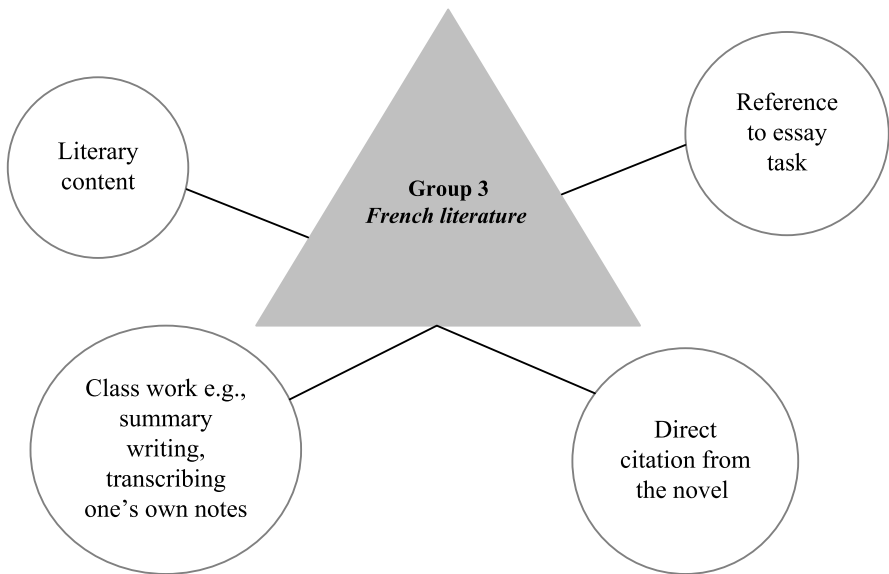 Reference
to essay
task
Literary
content
Group 3
French literature
Class work e.g.,
summary
writing,
transcribing
one’s own notes
Direct
citation from
the novel